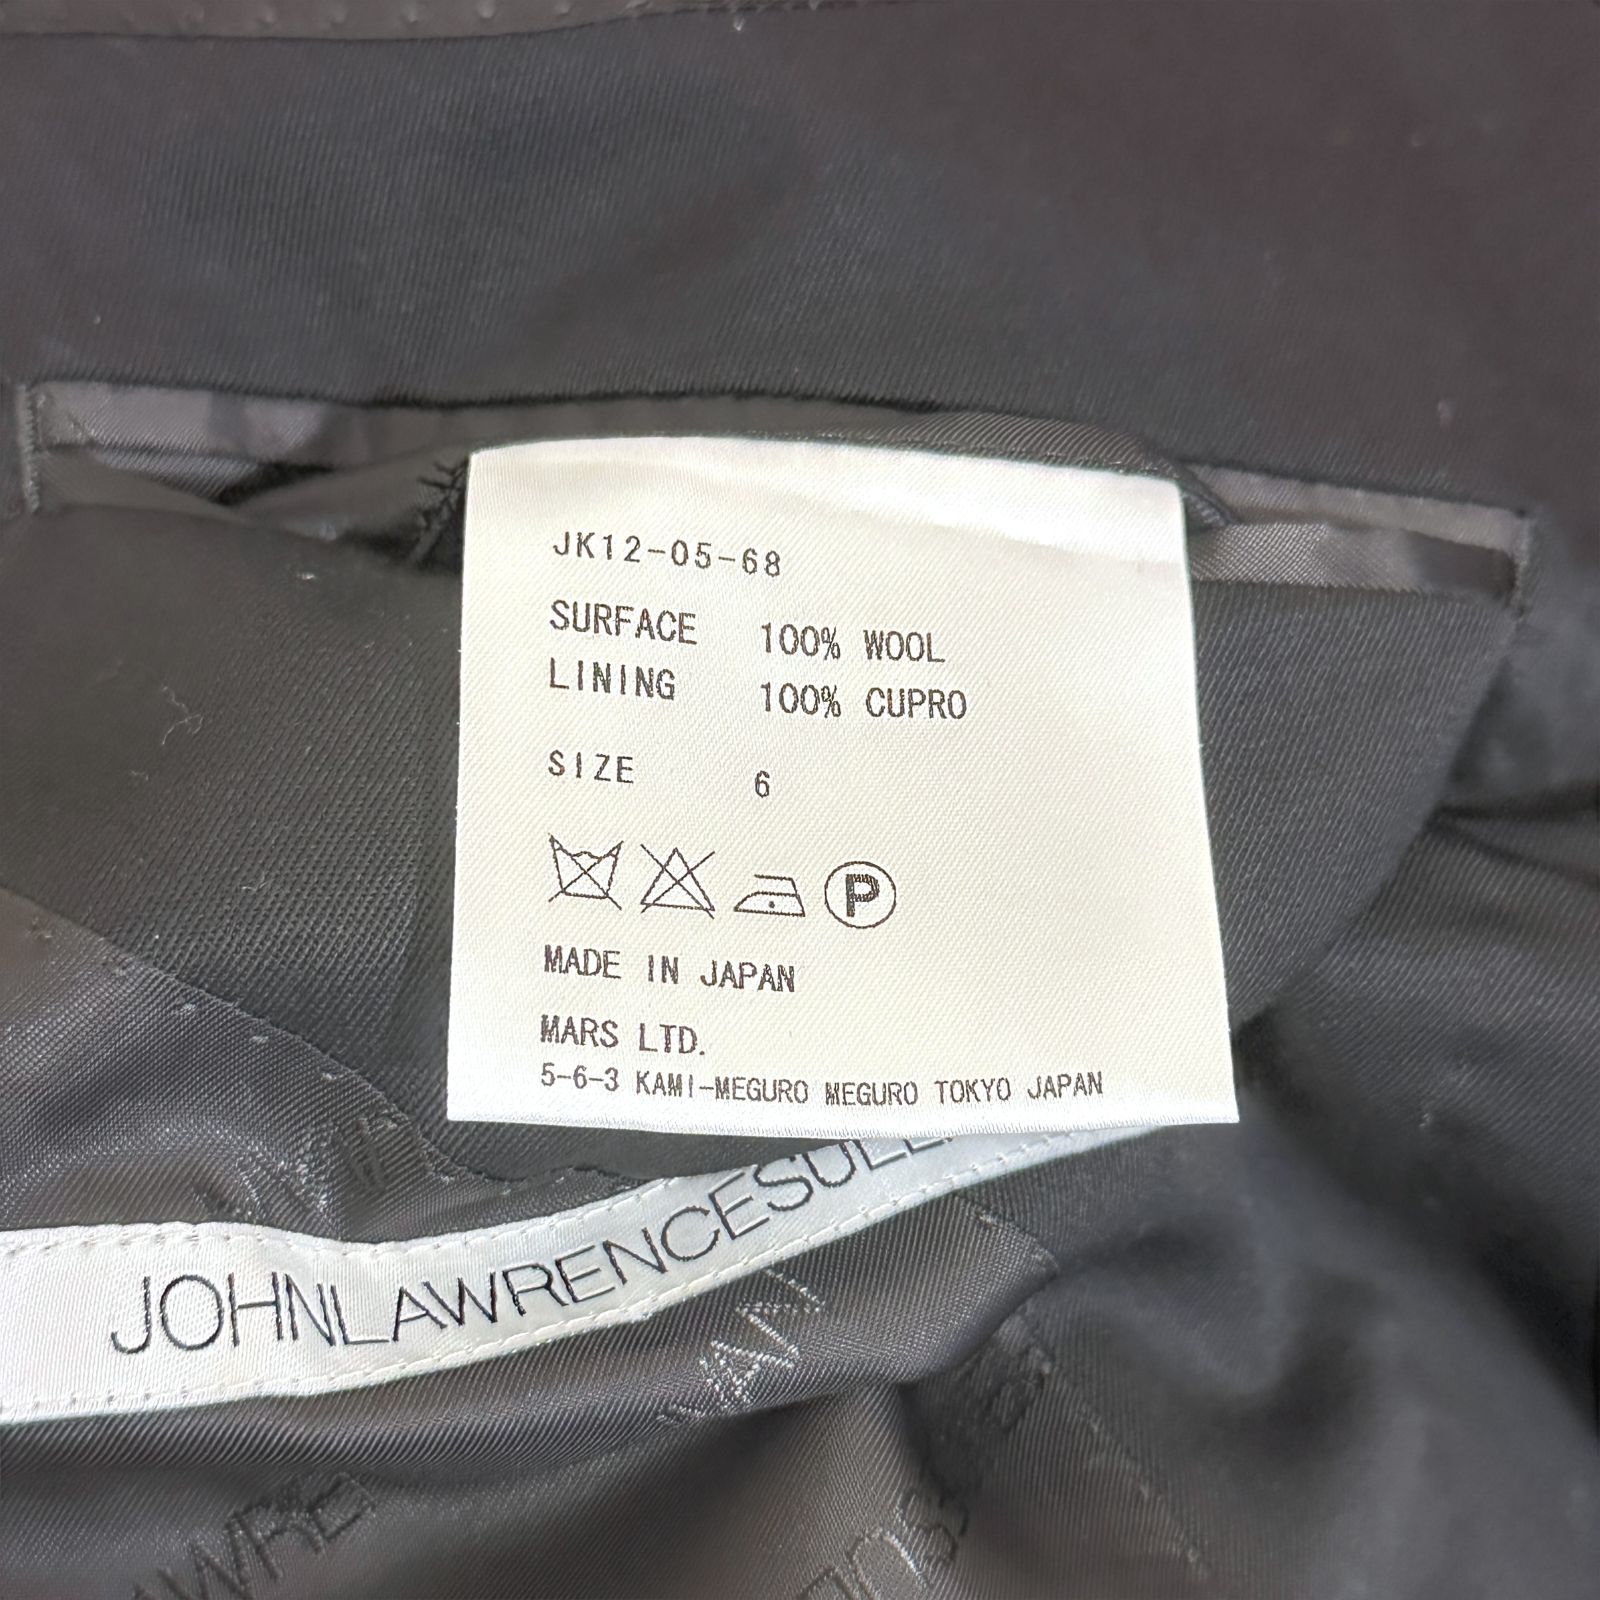 JK12-05-68
SURFACE 100% WOOL
LINING 100% CUPRO
SIZE 6
P
MADE IN JAPAN
MARS LTD.
5-6-3 KAMI-MEGURO MEGURO TOKYO JAPAN
JOHNLAWRENCESULL